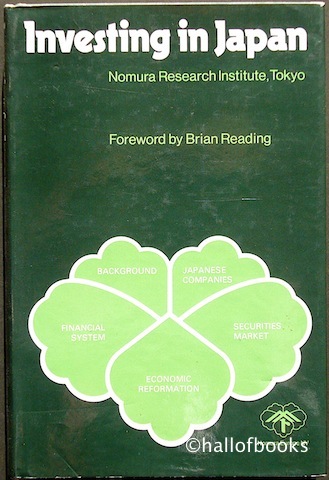 Investing in Japan
Nomura Research Institute, Tokyo
Foreword by Brian Reading
BACKGROUND
JAPANESE
COMPANIES
FINANCIAL
SYSTEM
SECURITIES
MARKET
ECONOMIC
REFORMATION
©hallofbooks